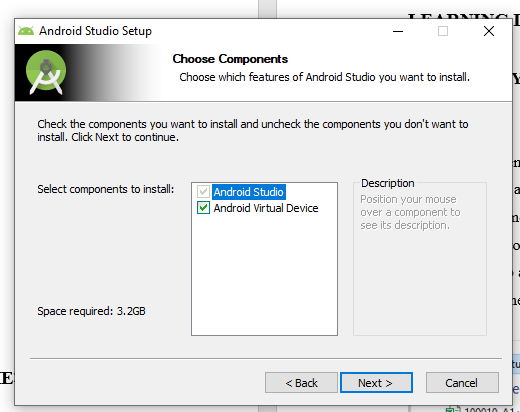 LEARNING
Android Studio Setup
Choose Components
Choose which features of Android Studio you want to install.
Check the components you want to install and uncheck the components you don't want to
install. Click Next to continue.
Select components to install:
Android Studio
Android Virtual Device
Description
Position your mouse
over a component to
see its description.
Space required: 3.2GB
< Back
Next >
Cancel